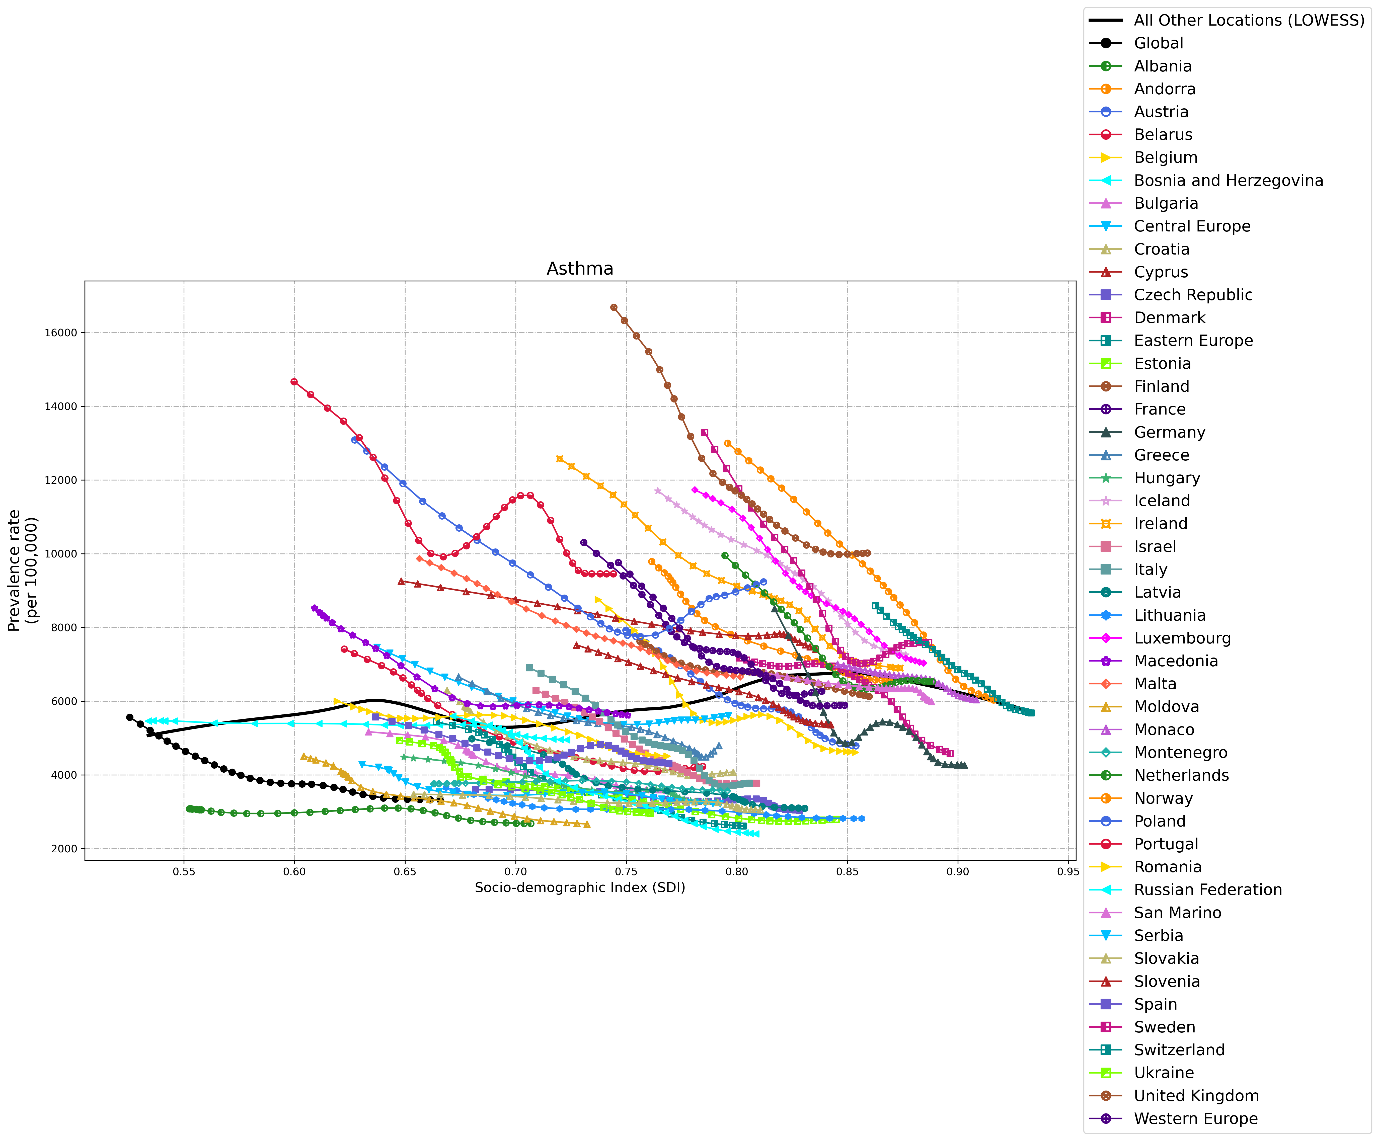 Asthma
Prevalence rate
(per 100,000)
16000
14000
12000
10000
8000
6000
4000
2000
0.55 0.60 0.65 0.70 0.75 0.80 0.85 0.90 0.95
Socio-demographic Index (SDI)
All Other Locations (LOWESS)
Global
Albania
Andorra
Austria
Belarus
Belgium
Bosnia and Herzegovina
Bulgaria
Central Europe
Croatia
Cyprus
Czech Republic
Denmark
Eastern Europe
Estonia
Finland
France
Germany
Greece
Hungary
Iceland
Ireland
Israel
Italy
Latvia
Lithuania
Luxembourg
Macedonia
Malta
Moldova
Monaco
Montenegro
Netherlands
Norway
Poland
Portugal
Romania
Russian Federation
San Marino
Serbia
Slovakia
Slovenia
Spain
Sweden
Switzerland
Ukraine
United Kingdom
Western Europe